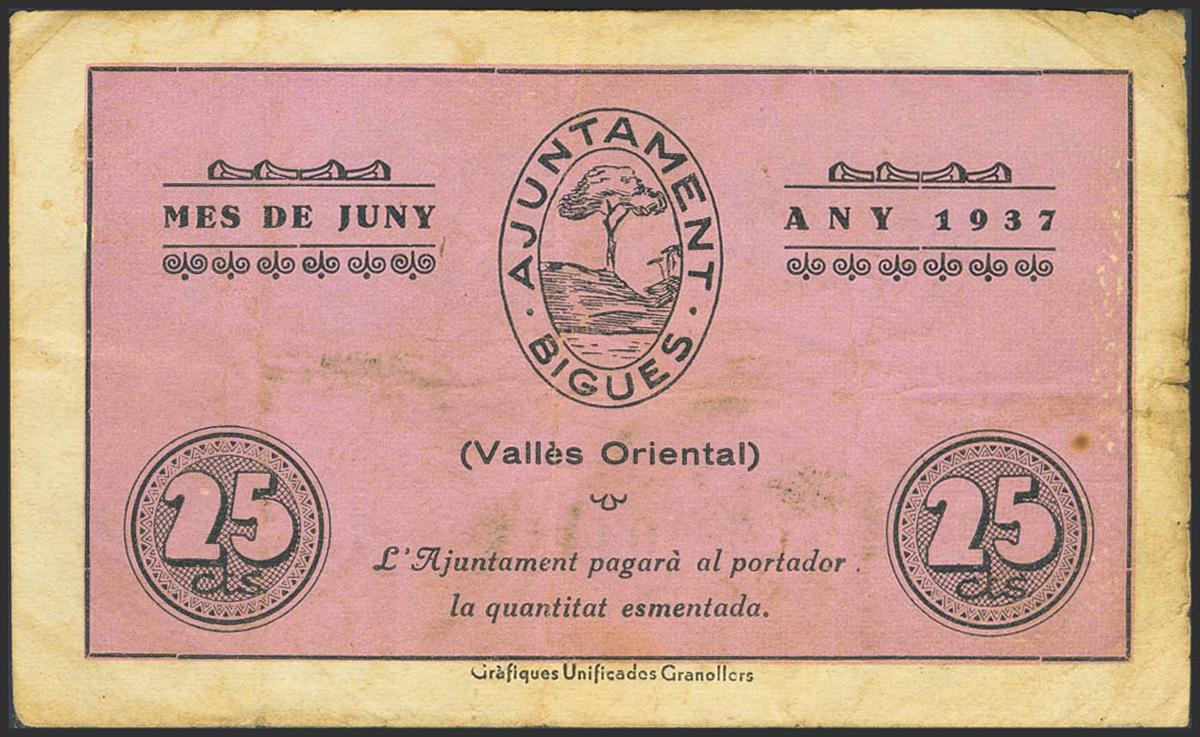 MES DE JUNY
AJUNTAMENT
· BIGUES ·
ANY 1937
(Vallès Oriental)
25
cts
25
cts
L'Ajuntament pagarà al portador
la quantitat esmentada.
Gràfiques Unificades Granollers